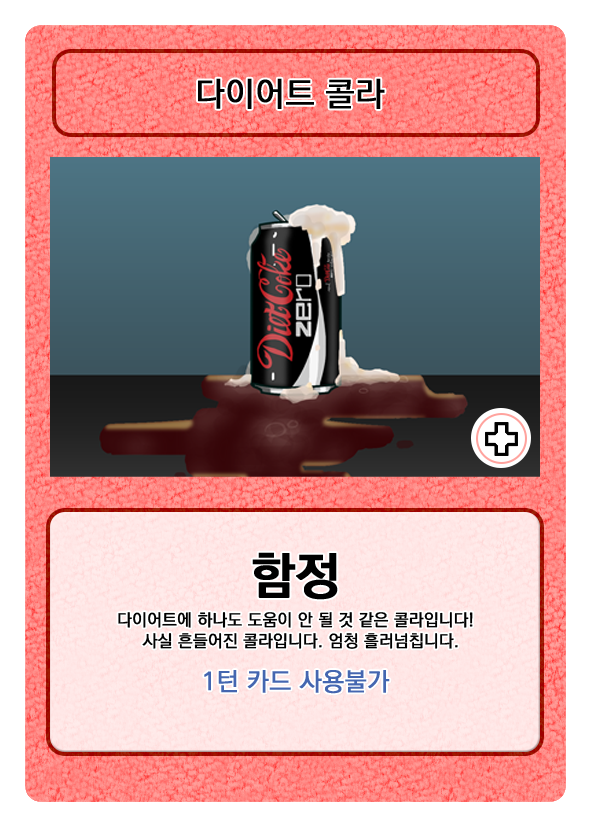 다이어트 콜라
Diet Coke
zero
함정
다이어트에 하나도 도움이 안 될 것 같은 콜라입니다!
사실 흔들어진 콜라입니다. 엄청 흘러넘칩니다.
1턴 카드 사용불가